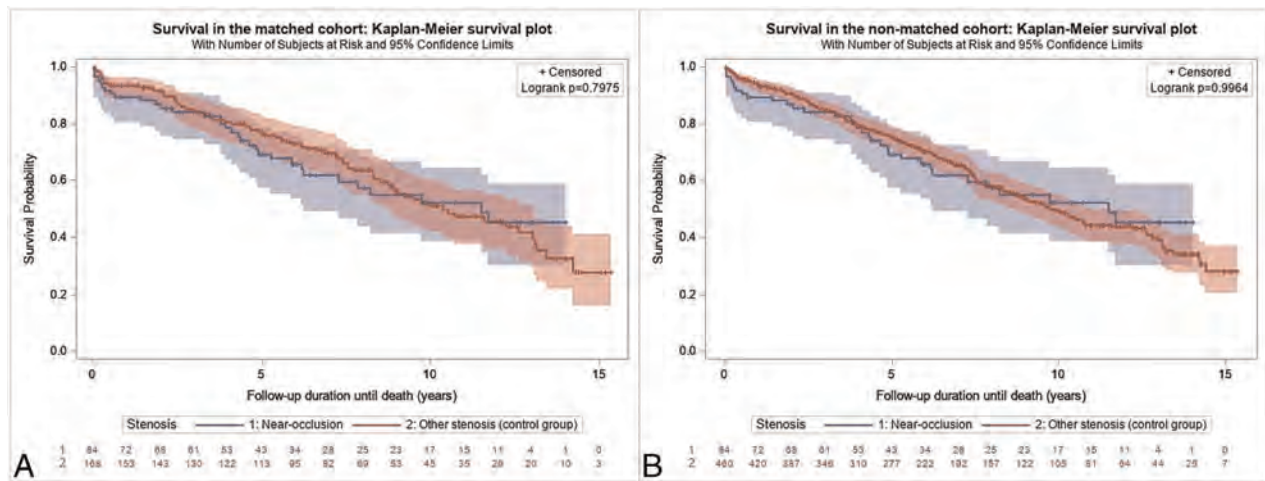 Survival in the matched cohort: Kaplan-Meier survival plot
With Number of Subjects at Risk and 95% Confidence Limits
+ Censored
Logrank p=0.7975
1.0
0.8
0.6
0.4
0.2
0.0
Survival Probability
0 5 10 15
Follow-up duration until death (years)
Stenosis 1: Near-occlusion 2: Other stenosis (control group)
1 84 72 61 53 43 34 28 25 23 17 15 11 4 1 0
2 168 153 143 130 122 113 95 82 69 53 45 35 20 10 3
A
Survival in the non-matched cohort: Kaplan-Meier survival plot
With Number of Subjects at Risk and 95% Confidence Limits
+ Censored
Logrank p=0.9964
1.0
0.8
0.6
0.4
0.2
0.0
Survival Probability
0 5 10 15
Follow-up duration until death (years)
Stenosis 1: Near-occlusion 2: Other stenosis (control group)
1 84 72 61 53 43 34 28 25 23 17 15 11 4 1 0
2 460 420 346 310 277 222 192 157 122 105 81 64 44 25 7
B